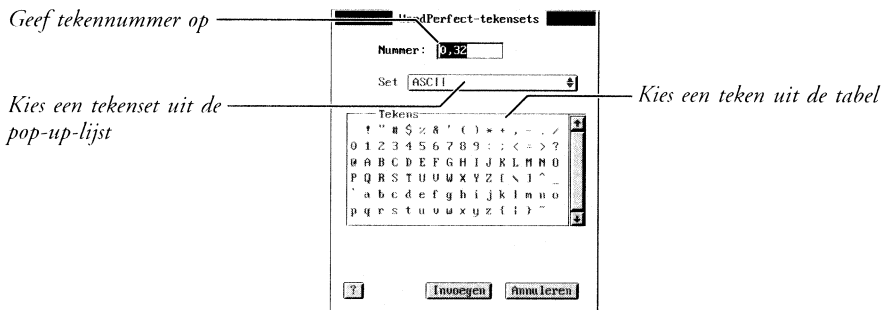 Geef tekennummer op
WordPerfect-tekensets
Nummer: 0,32
Set ASCII
Kies een tekenset uit de
pop-up-lijst
Kies een teken uit de tabel
Tekens
! " # $ % & ' ( ) * + , - . /
0 1 2 3 4 5 6 7 8 9 : ; < = > ?
@ A B C D E F G H I J K L M N O
P Q R S T U V W X Y Z [ \ ] ^ _
` a b c d e f g h i j k l m n o
p q r s t u v w x y z { | } ~
? Invoegen Annuleren